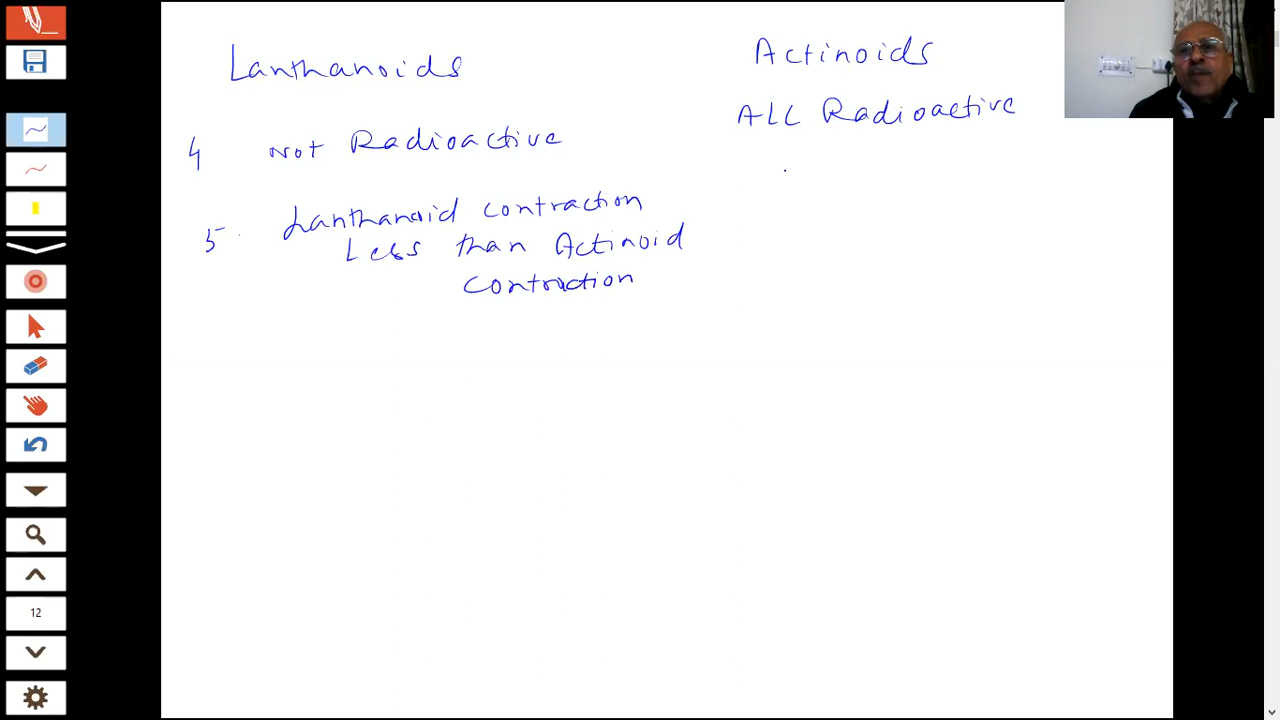 Lanthanoids
Actinoids
4 Not Radioactive
ALL Radioactive
5. Lanthanoid contraction
Less than Actinoid
contraction
12